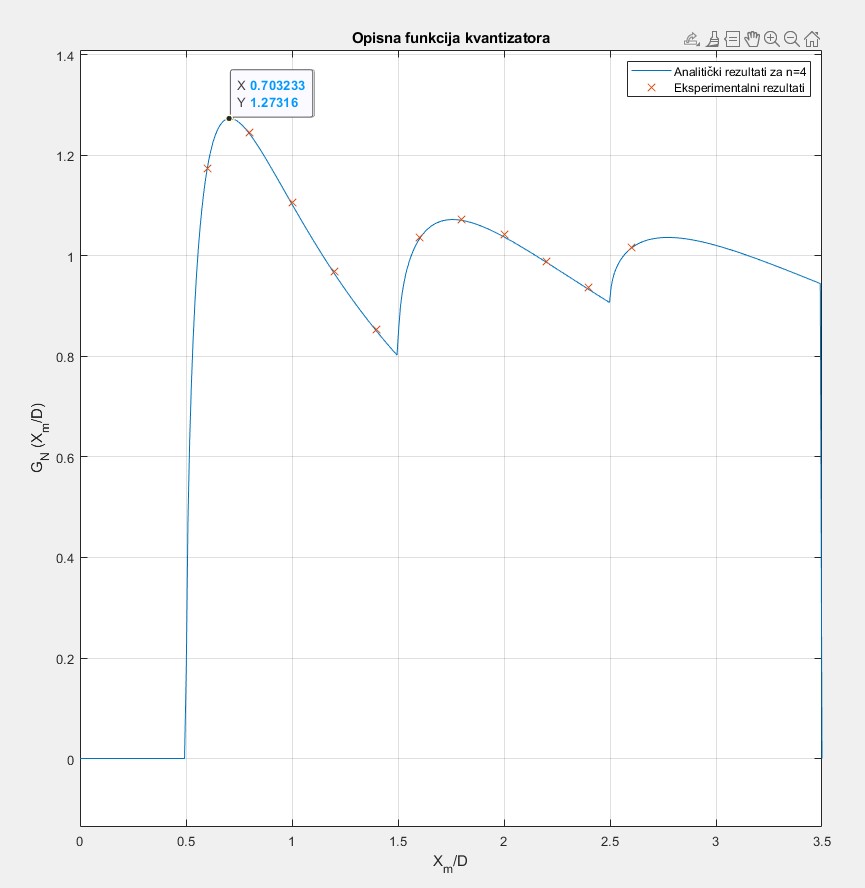 Opisna funkcija kvantizatora
X 0.703233
Y 1.27316
Analitički rezultati za n=4
Eksperimentalni rezultati
1.4
1.2
1
0.8
0.6
0.4
0.2
0
G_N (X_m/D)
0 0.5 1 1.5 2 2.5 3 3.5
X_m/D